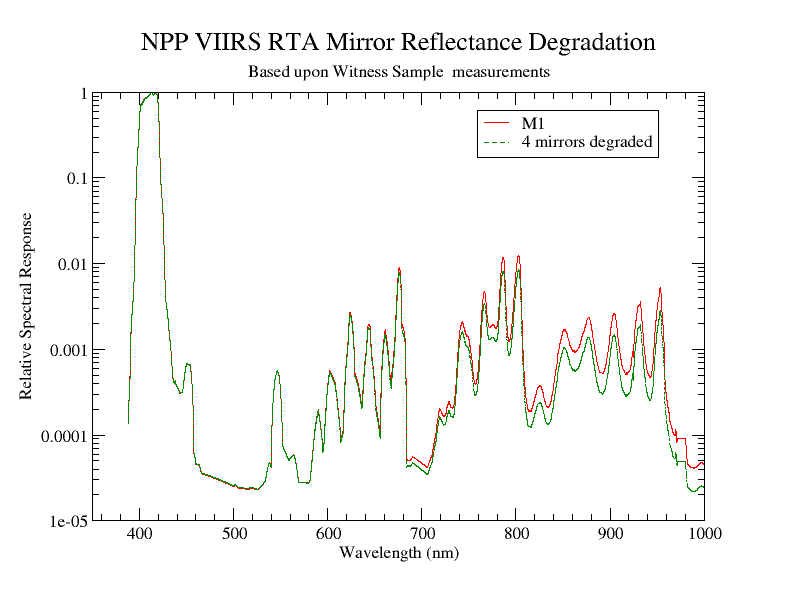 NPP VIIRS RTA Mirror Reflectance Degradation
Based upon Witness Sample  measurements
M1
4 mirrors degraded
Relative Spectral Response
1
0.1
0.01
0.001
0.0001
1e-05
400
500
600
700
800
900
1000
Wavelength (nm)